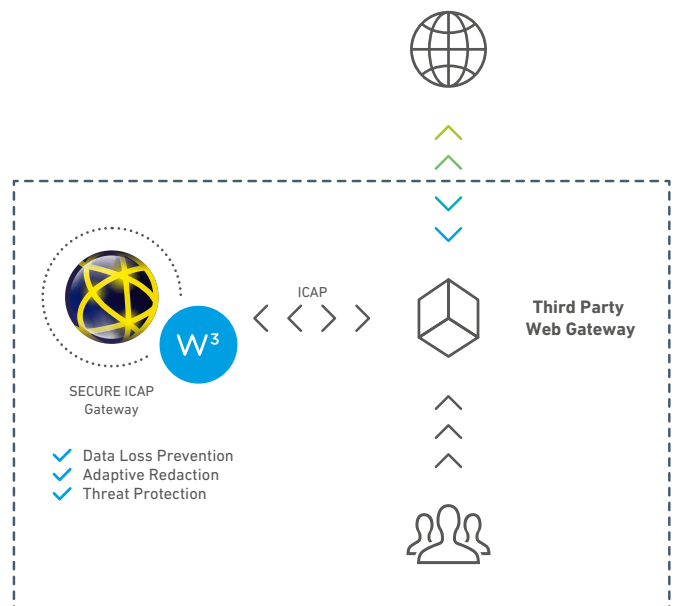 ICAP
Third Party
Web Gateway
W³
SECURE ICAP
Gateway
Data Loss Prevention
Adaptive Redaction
Threat Protection